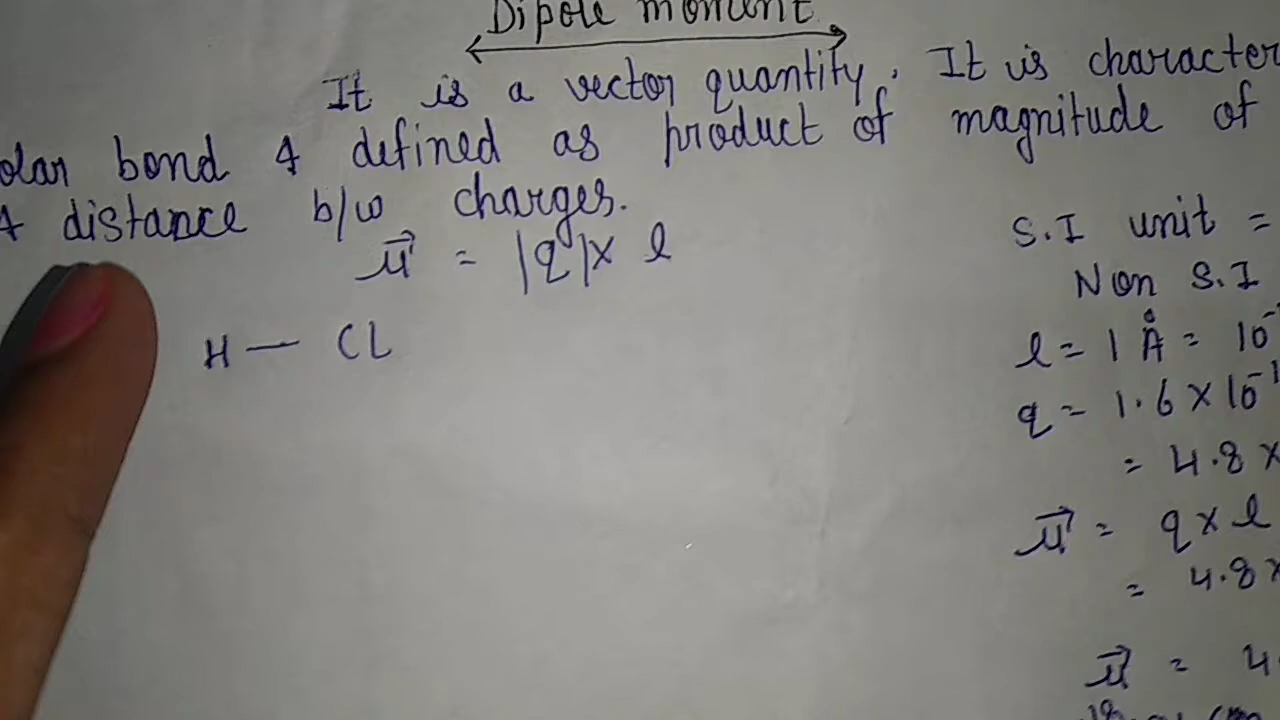 Dipole moment
It is a vector quantity. It is character
olar bond & defined as product of magnitude of
& distance b/w charges.
μ⃗ = |q|× l
H — CL
S.I unit =
Non S.I
l = 1 Å = 10⁻
q = 1.6 × 10⁻¹
= 4.8 ×
μ⃗ = q × l
= 4.8 ×
μ⃗ = 4.